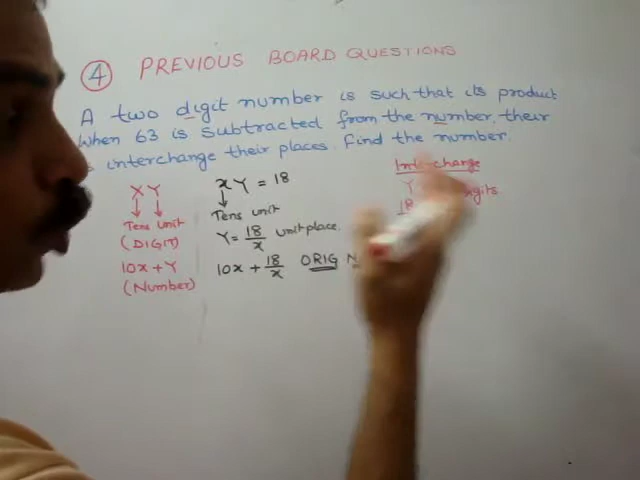 4 PREVIOUS BOARD QUESTIONS
A two digit number is such that its product
When 63 is subtracted from the number, their
interchange their places. Find the number.
XY
Tens Unit
(DIGIT)
10x+Y
(Number)
xY = 18
Tens unit
Y = 18/x unit place.
10x + 18/x ORIG
Interchange
Y
18